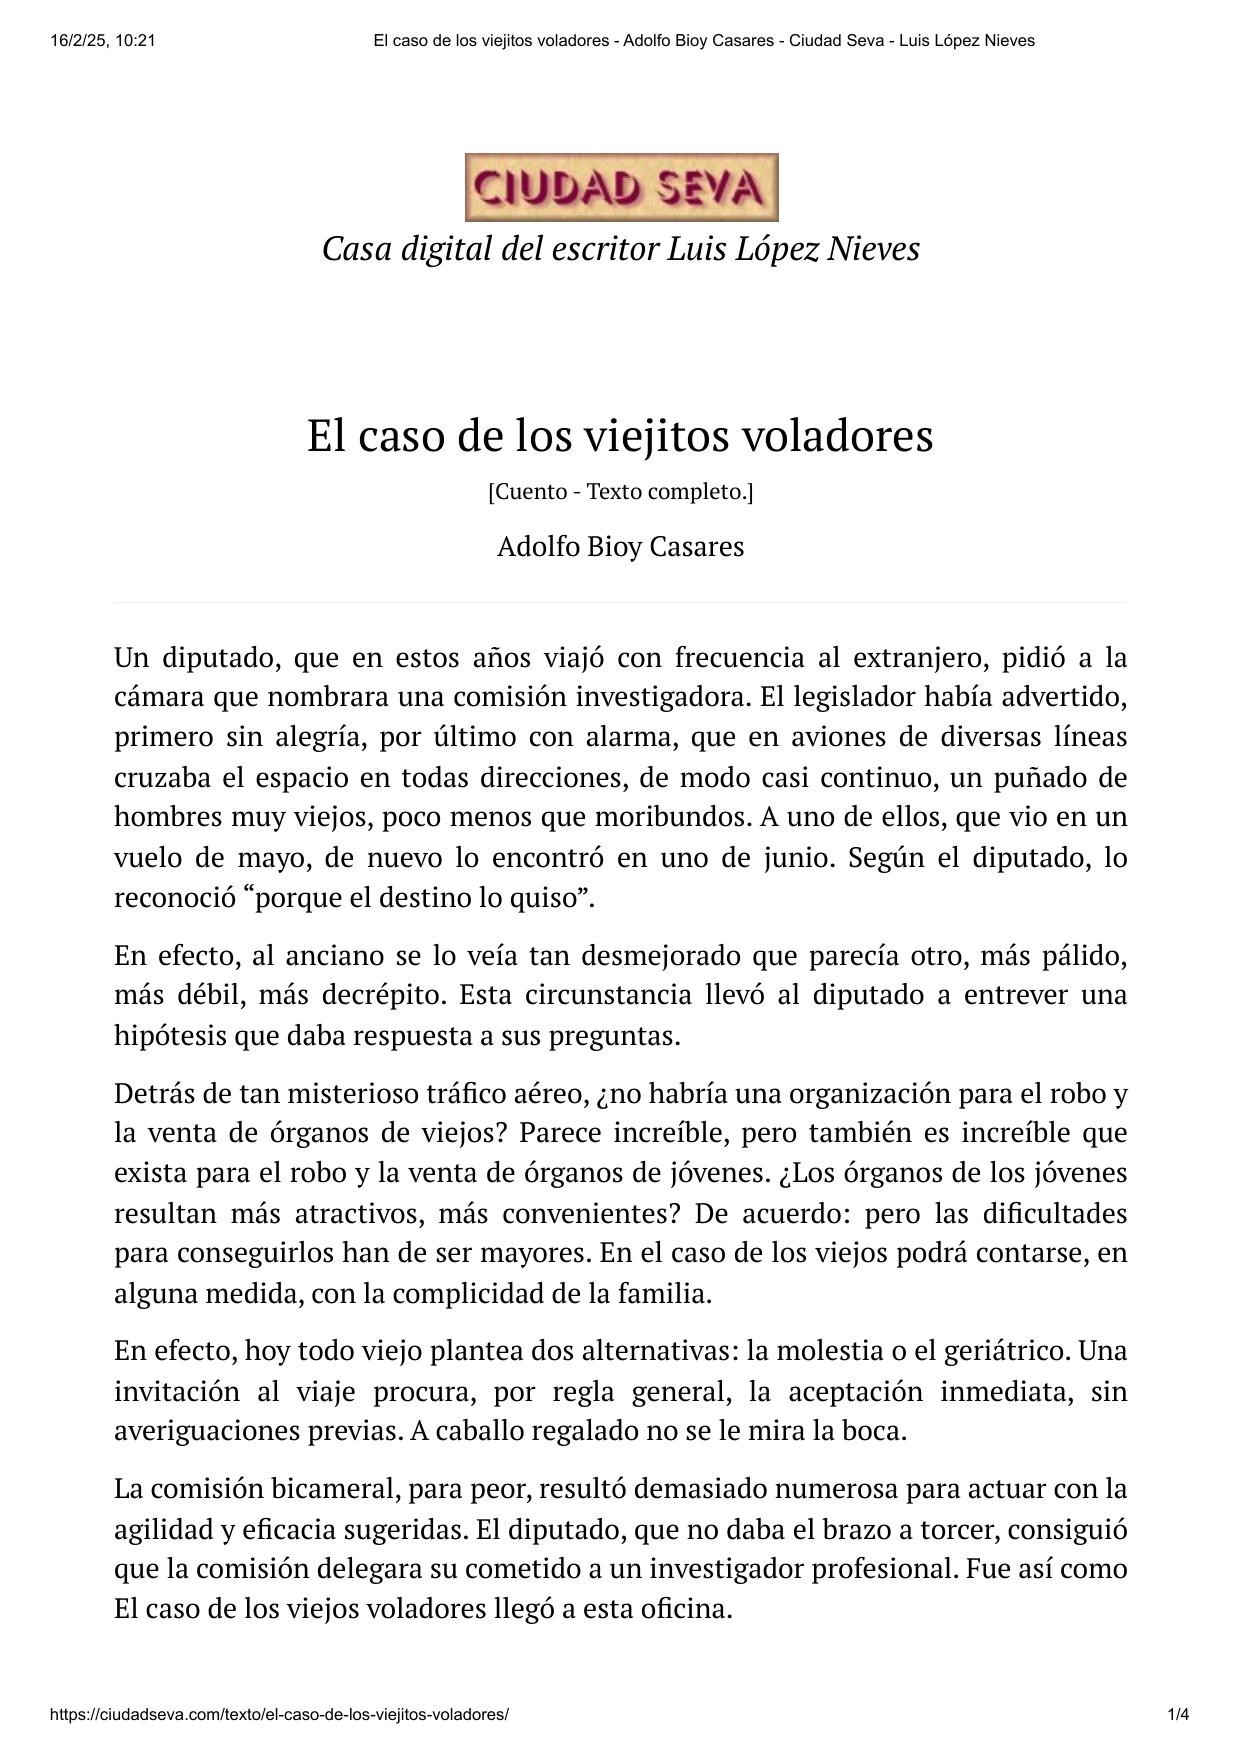 16/2/25, 10:21
El caso de los viejitos voladores - Adolfo Bioy Casares - Ciudad Seva - Luis López Nieves
CIUDAD SEVA
Casa digital del escritor Luis López Nieves
El caso de los viejitos voladores
[Cuento - Texto completo.]
Adolfo Bioy Casares
Un diputado, que en estos años viajó con frecuencia al extranjero, pidió a la
cámara que nombrara una comisión investigadora. El legislador había advertido,
primero sin alegría, por último con alarma, que en aviones de diversas líneas
cruzaba el espacio en todas direcciones, de modo casi continuo, un puñado de
hombres muy viejos, poco menos que moribundos. A uno de ellos, que vio en un
vuelo de mayo, de nuevo lo encontró en uno de junio. Según el diputado, lo
reconoció “porque el destino lo quiso”.
En efecto, al anciano se lo veía tan desmejorado que parecía otro, más pálido,
más débil, más decrépito. Esta circunstancia llevó al diputado a entrever una
hipótesis que daba respuesta a sus preguntas.
Detrás de tan misterioso tráfico aéreo, ¿no habría una organización para el robo y
la venta de órganos de viejos? Parece increíble, pero también es increíble que
exista para el robo y la venta de órganos de jóvenes. ¿Los órganos de los jóvenes
resultan más atractivos, más convenientes? De acuerdo: pero las dificultades
para conseguirlos han de ser mayores. En el caso de los viejos podrá contarse, en
alguna medida, con la complicidad de la familia.
En efecto, hoy todo viejo plantea dos alternativas: la molestia o el geriátrico. Una
invitación al viaje procura, por regla general, la aceptación inmediata, sin
averiguaciones previas. A caballo regalado no se le mira la boca.
La comisión bicameral, para peor, resultó demasiado numerosa para actuar con la
agilidad y eficacia sugeridas. El diputado, que no daba el brazo a torcer, consiguió
que la comisión delegara su cometido a un investigador profesional. Fue así como
El caso de los viejos voladores llegó a esta oficina.
https://ciudadseva.com/texto/el-caso-de-los-viejitos-voladores/
1/4